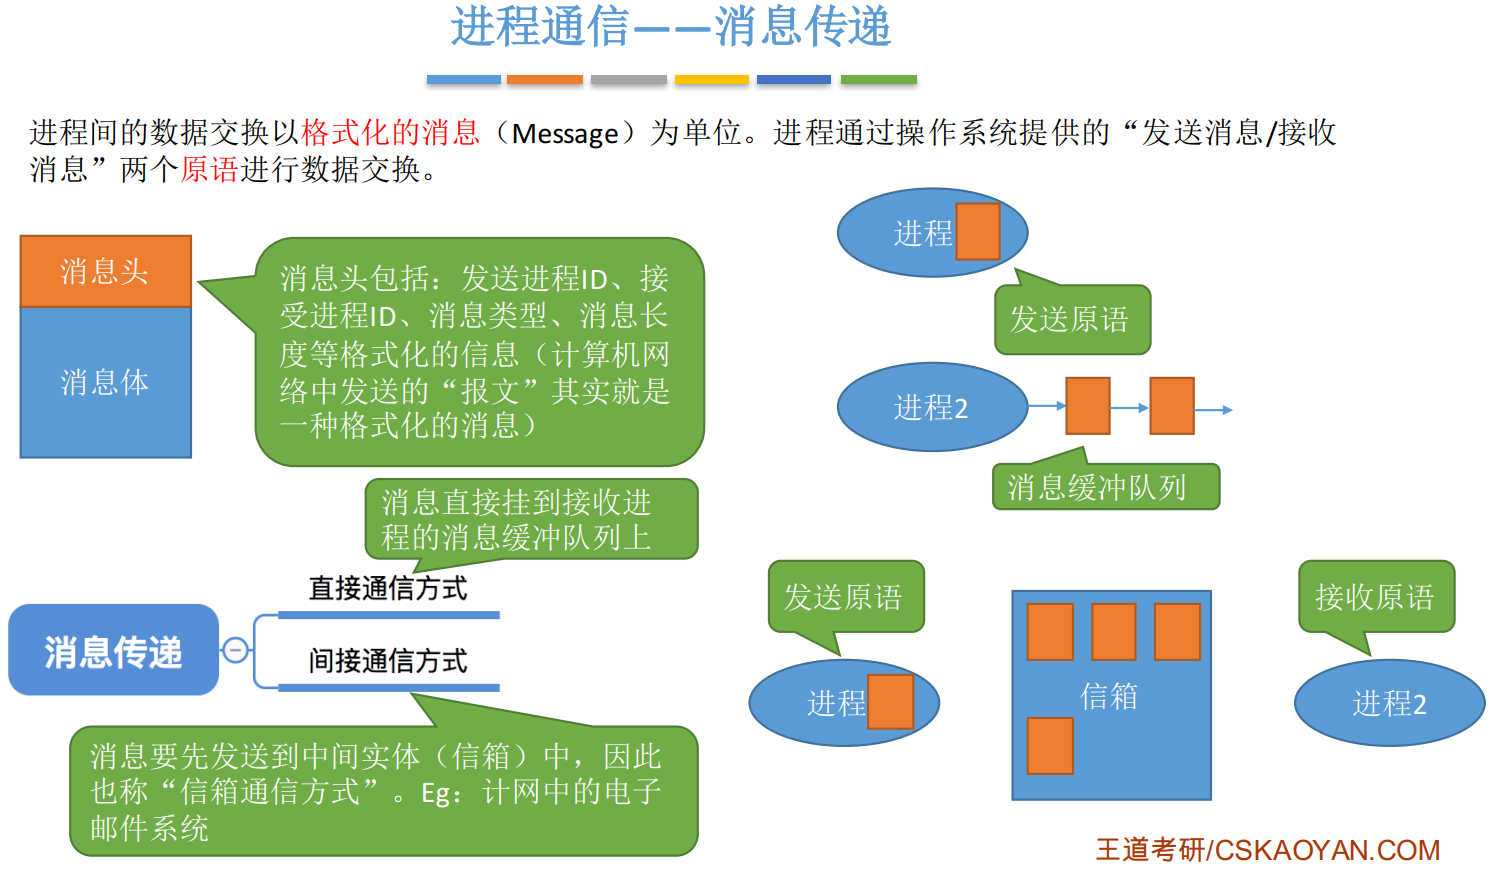 进程通信——消息传递
进程间的数据交换以格式化的消息（Message）为单位。进程通过操作系统提供的“发送消息/接收
消息”两个原语进行数据交换。
消息头
消息体
消息头包括：发送进程ID、接
受进程ID、消息类型、消息长
度等格式化的信息（计算机网
络中发送的“报文”其实就是
一种格式化的消息）
进程
发送原语
进程2
消息缓冲队列
消息直接挂到接收进
程的消息缓冲队列上
直接通信方式
消息传递
间接通信方式
消息要先发送到中间实体（信箱）中，因此
也称“信箱通信方式”。Eg：计网中的电子
邮件系统
发送原语
进程
信箱
接收原语
进程2
王道考研/CSKAOYAN.COM